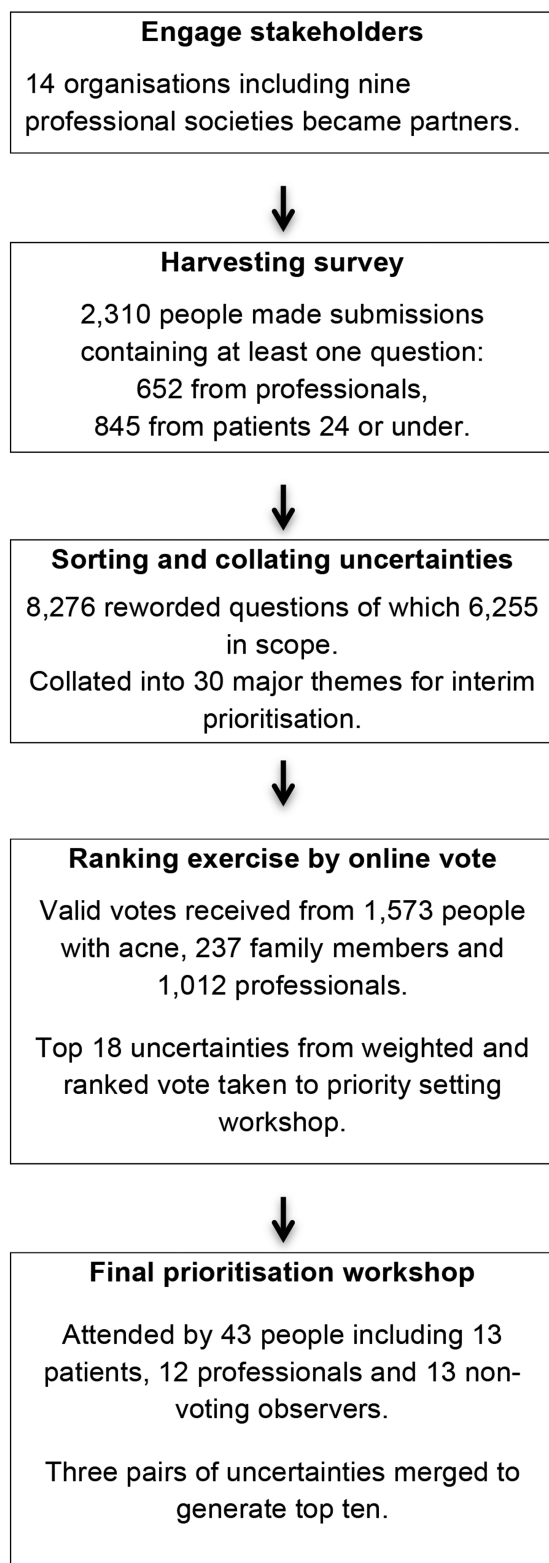 Engage stakeholders
14 organisations including nine
professional societies became partners.
Harvesting survey
2,310 people made submissions
containing at least one question:
652 from professionals,
845 from patients 24 or under.
Sorting and collating uncertainties
8,276 reworded questions of which 6,255
in scope.
Collated into 30 major themes for interim
prioritisation.
Ranking exercise by online vote
Valid votes received from 1,573 people
with acne, 237 family members and
1,012 professionals.
Top 18 uncertainties from weighted and
ranked vote taken to priority setting
workshop.
Final prioritisation workshop
Attended by 43 people including 13
patients, 12 professionals and 13 non-
voting observers.
Three pairs of uncertainties merged to
generate top ten.